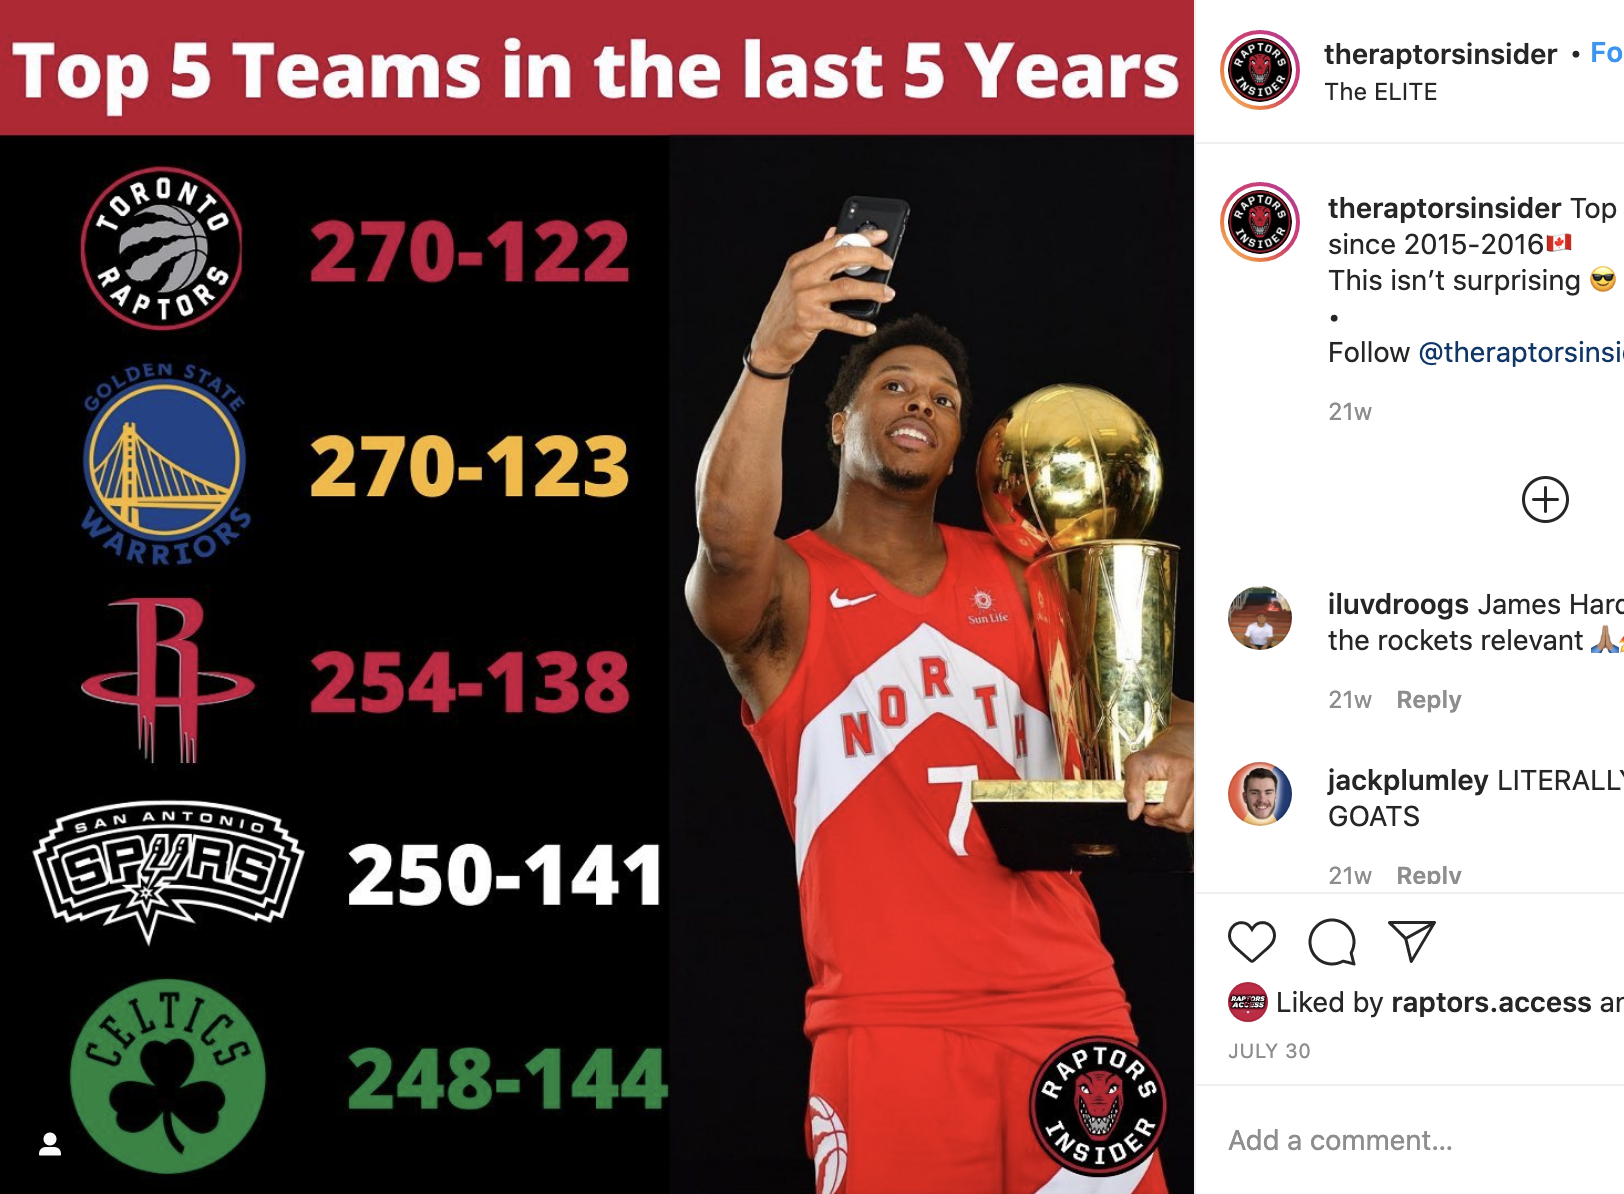 Top 5 Teams in the last 5 Years
TORONTO
RAPTORS
270-122
GOLDEN STATE
WARRIORS
270-123
R
254-138
SAN ANTONIO
SPURS
250-141
CELTICS
248-144
Sun Life
NORTH
7
RAPTORS
INSIDER
RAPTORS
INSIDER
theraptorsinsider • Fo
The ELITE
RAPTORS
INSIDER
theraptorsinsider Top
since 2015-2016🇨🇦
This isn’t surprising 😎
•
Follow @theraptorsinsi
21w
iluvdroogs James Hard
the rockets relevant 🙏🏽
21w Reply
jackplumley LITERALLY
GOATS
21w Reply
RAPTORS
ACCESS
Liked by raptors.access an
JULY 30
Add a comment...